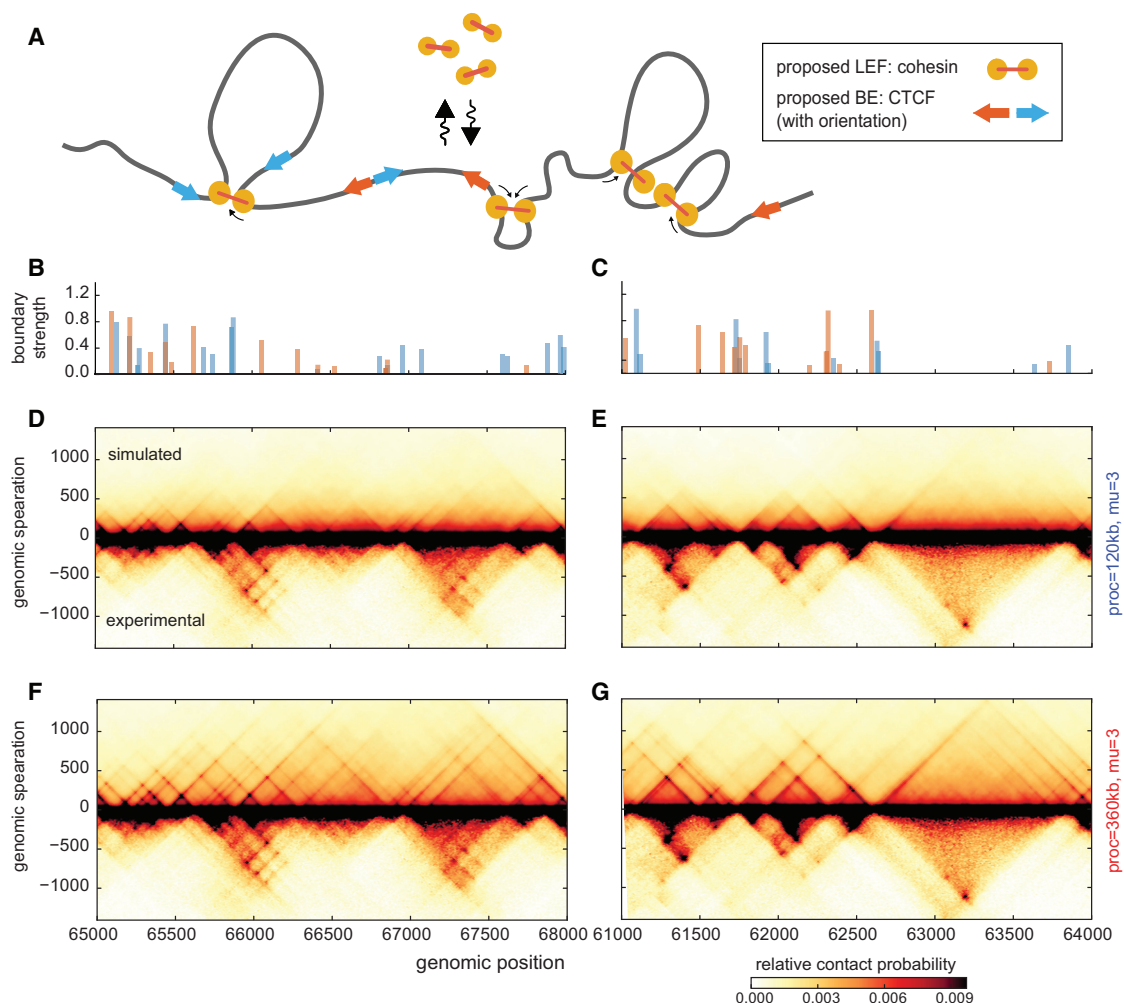 A
proposed LEF: cohesin
proposed BE: CTCF
(with orientation)
B
C
boundary
strength
1.2
0.8
0.4
0.0
D
E
genomic spearation
1000
500
0
−500
−1000
simulated
experimental
proc=120kb, mu=3
F
G
genomic spearation
1000
500
0
−500
−1000
proc=360kb, mu=3
65000 65500 66000 66500 67000 67500 68000 61000 61500 62000 62500 63000 63500 64000
genomic position
relative contact probability
0.000 0.003 0.006 0.009